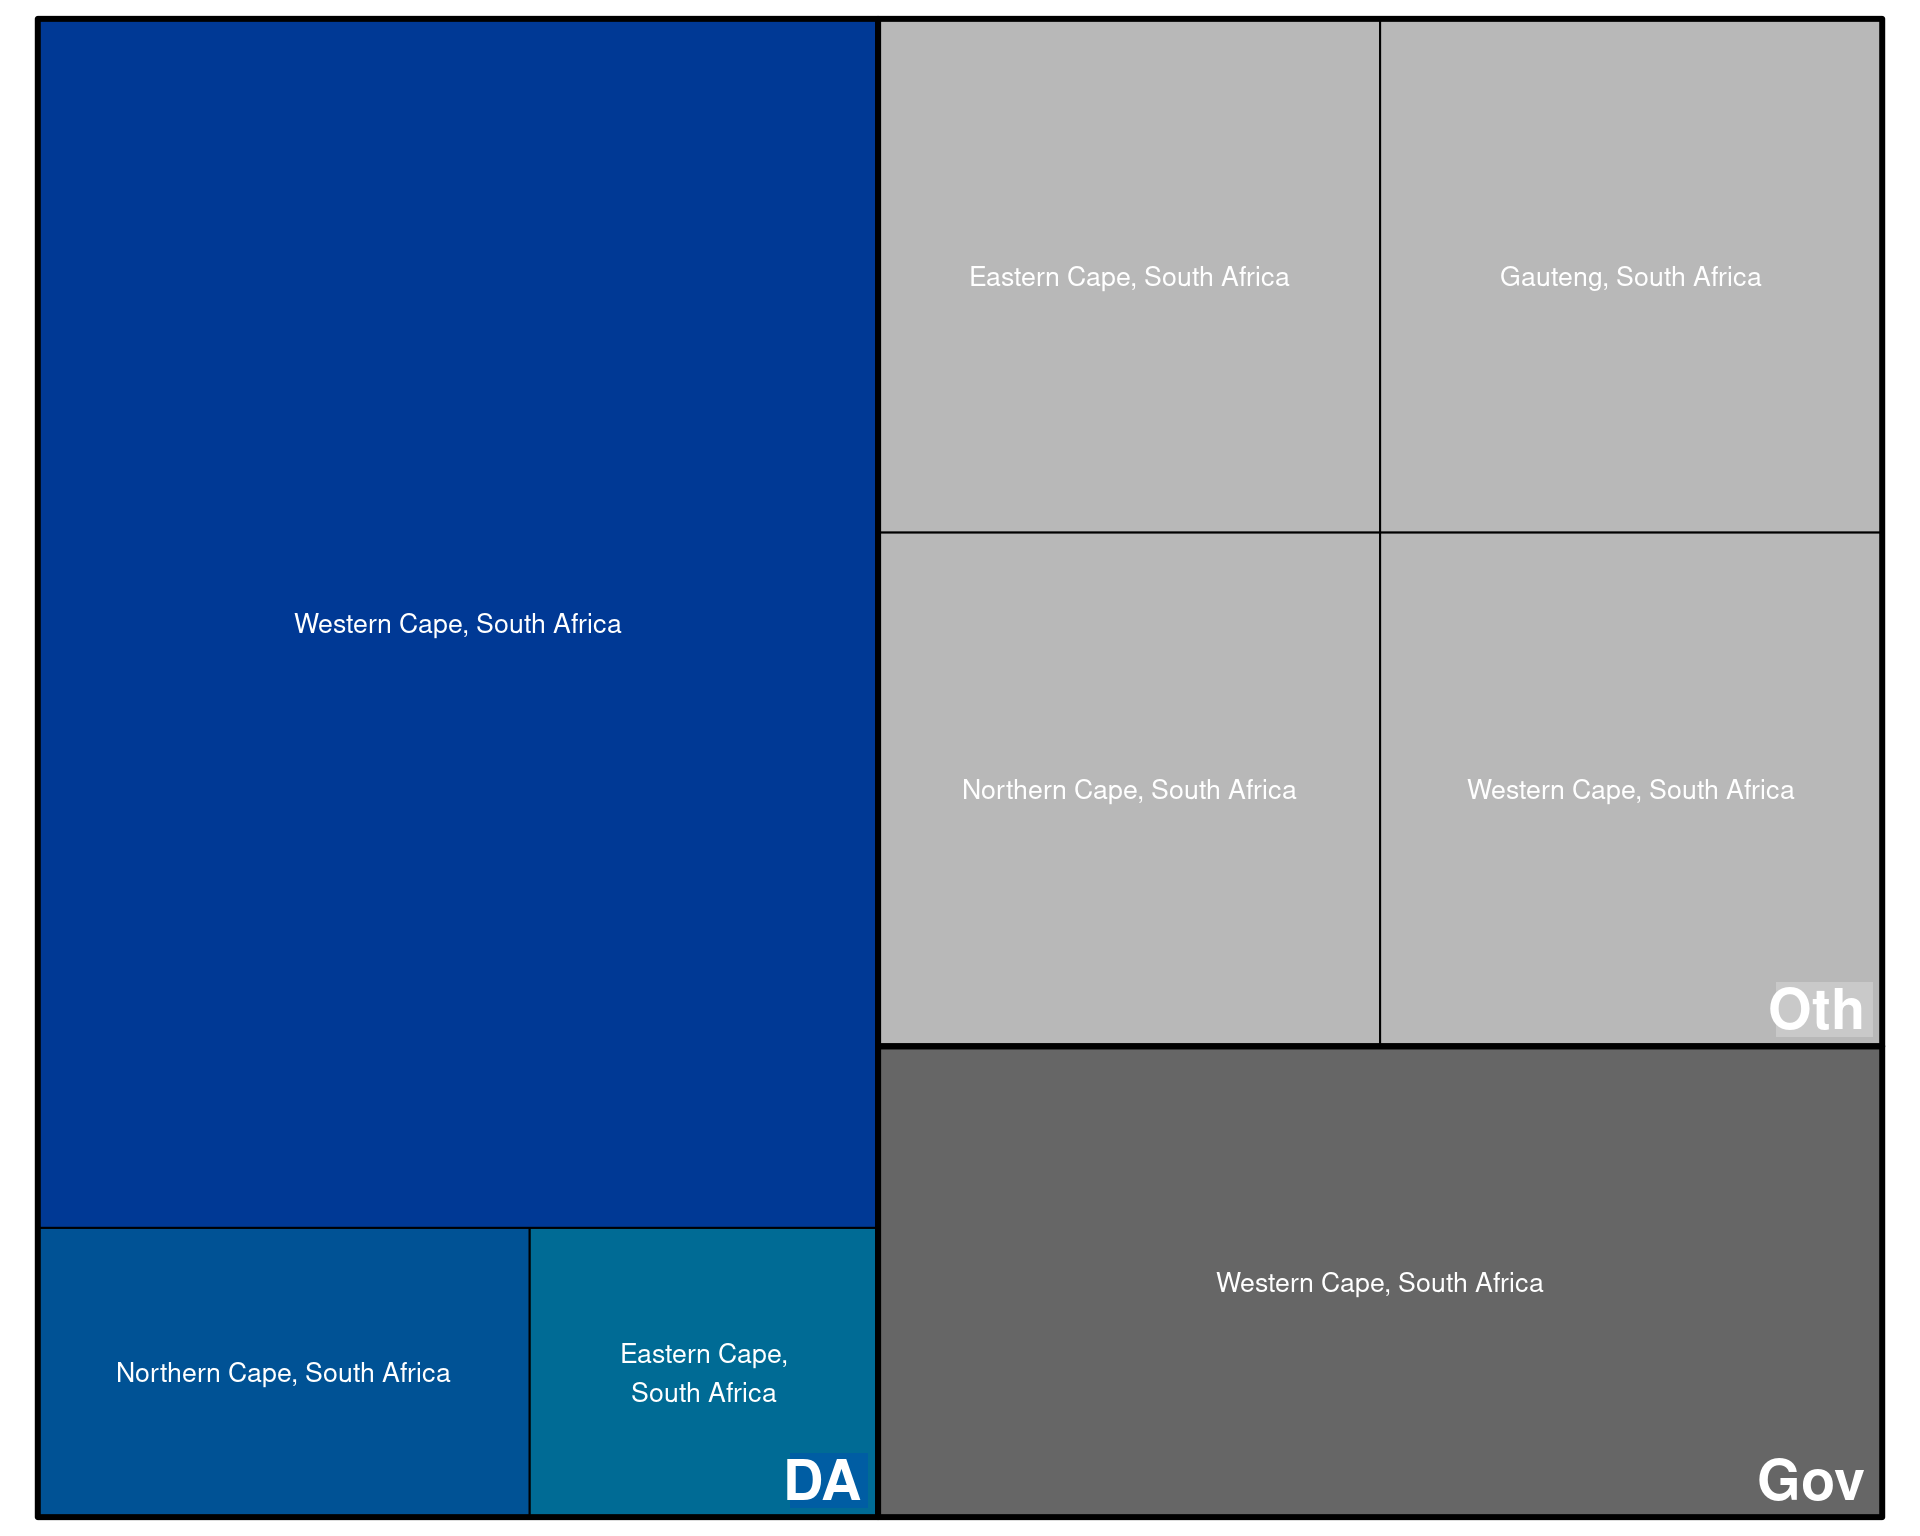 Western Cape, South Africa
Northern Cape, South Africa
Eastern Cape,
South Africa
DA
Eastern Cape, South Africa
Gauteng, South Africa
Northern Cape, South Africa
Western Cape, South Africa
Oth
Western Cape, South Africa
Gov